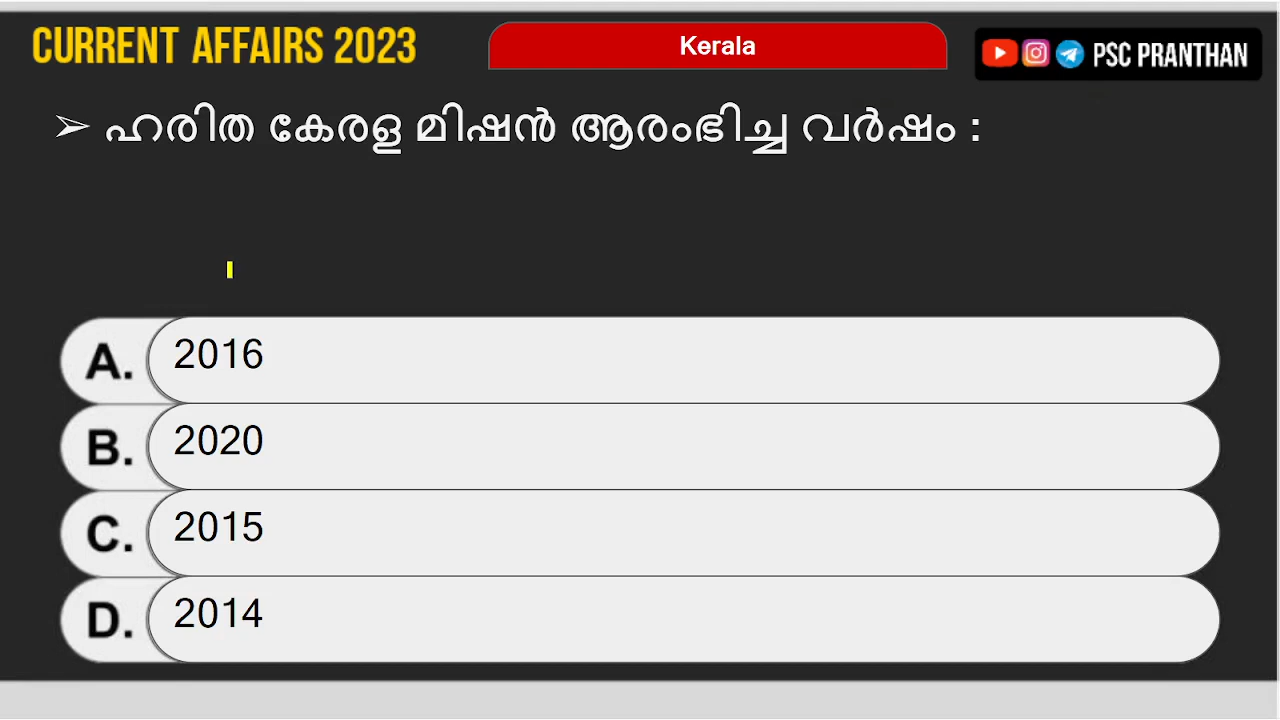 CURRENT AFFAIRS 2023
Kerala
PSC PRANTHAN
➢ ഹരിത കേരള മിഷൻ ആരംഭിച്ച വർഷം :
A. 2016
B. 2020
C. 2015
D. 2014